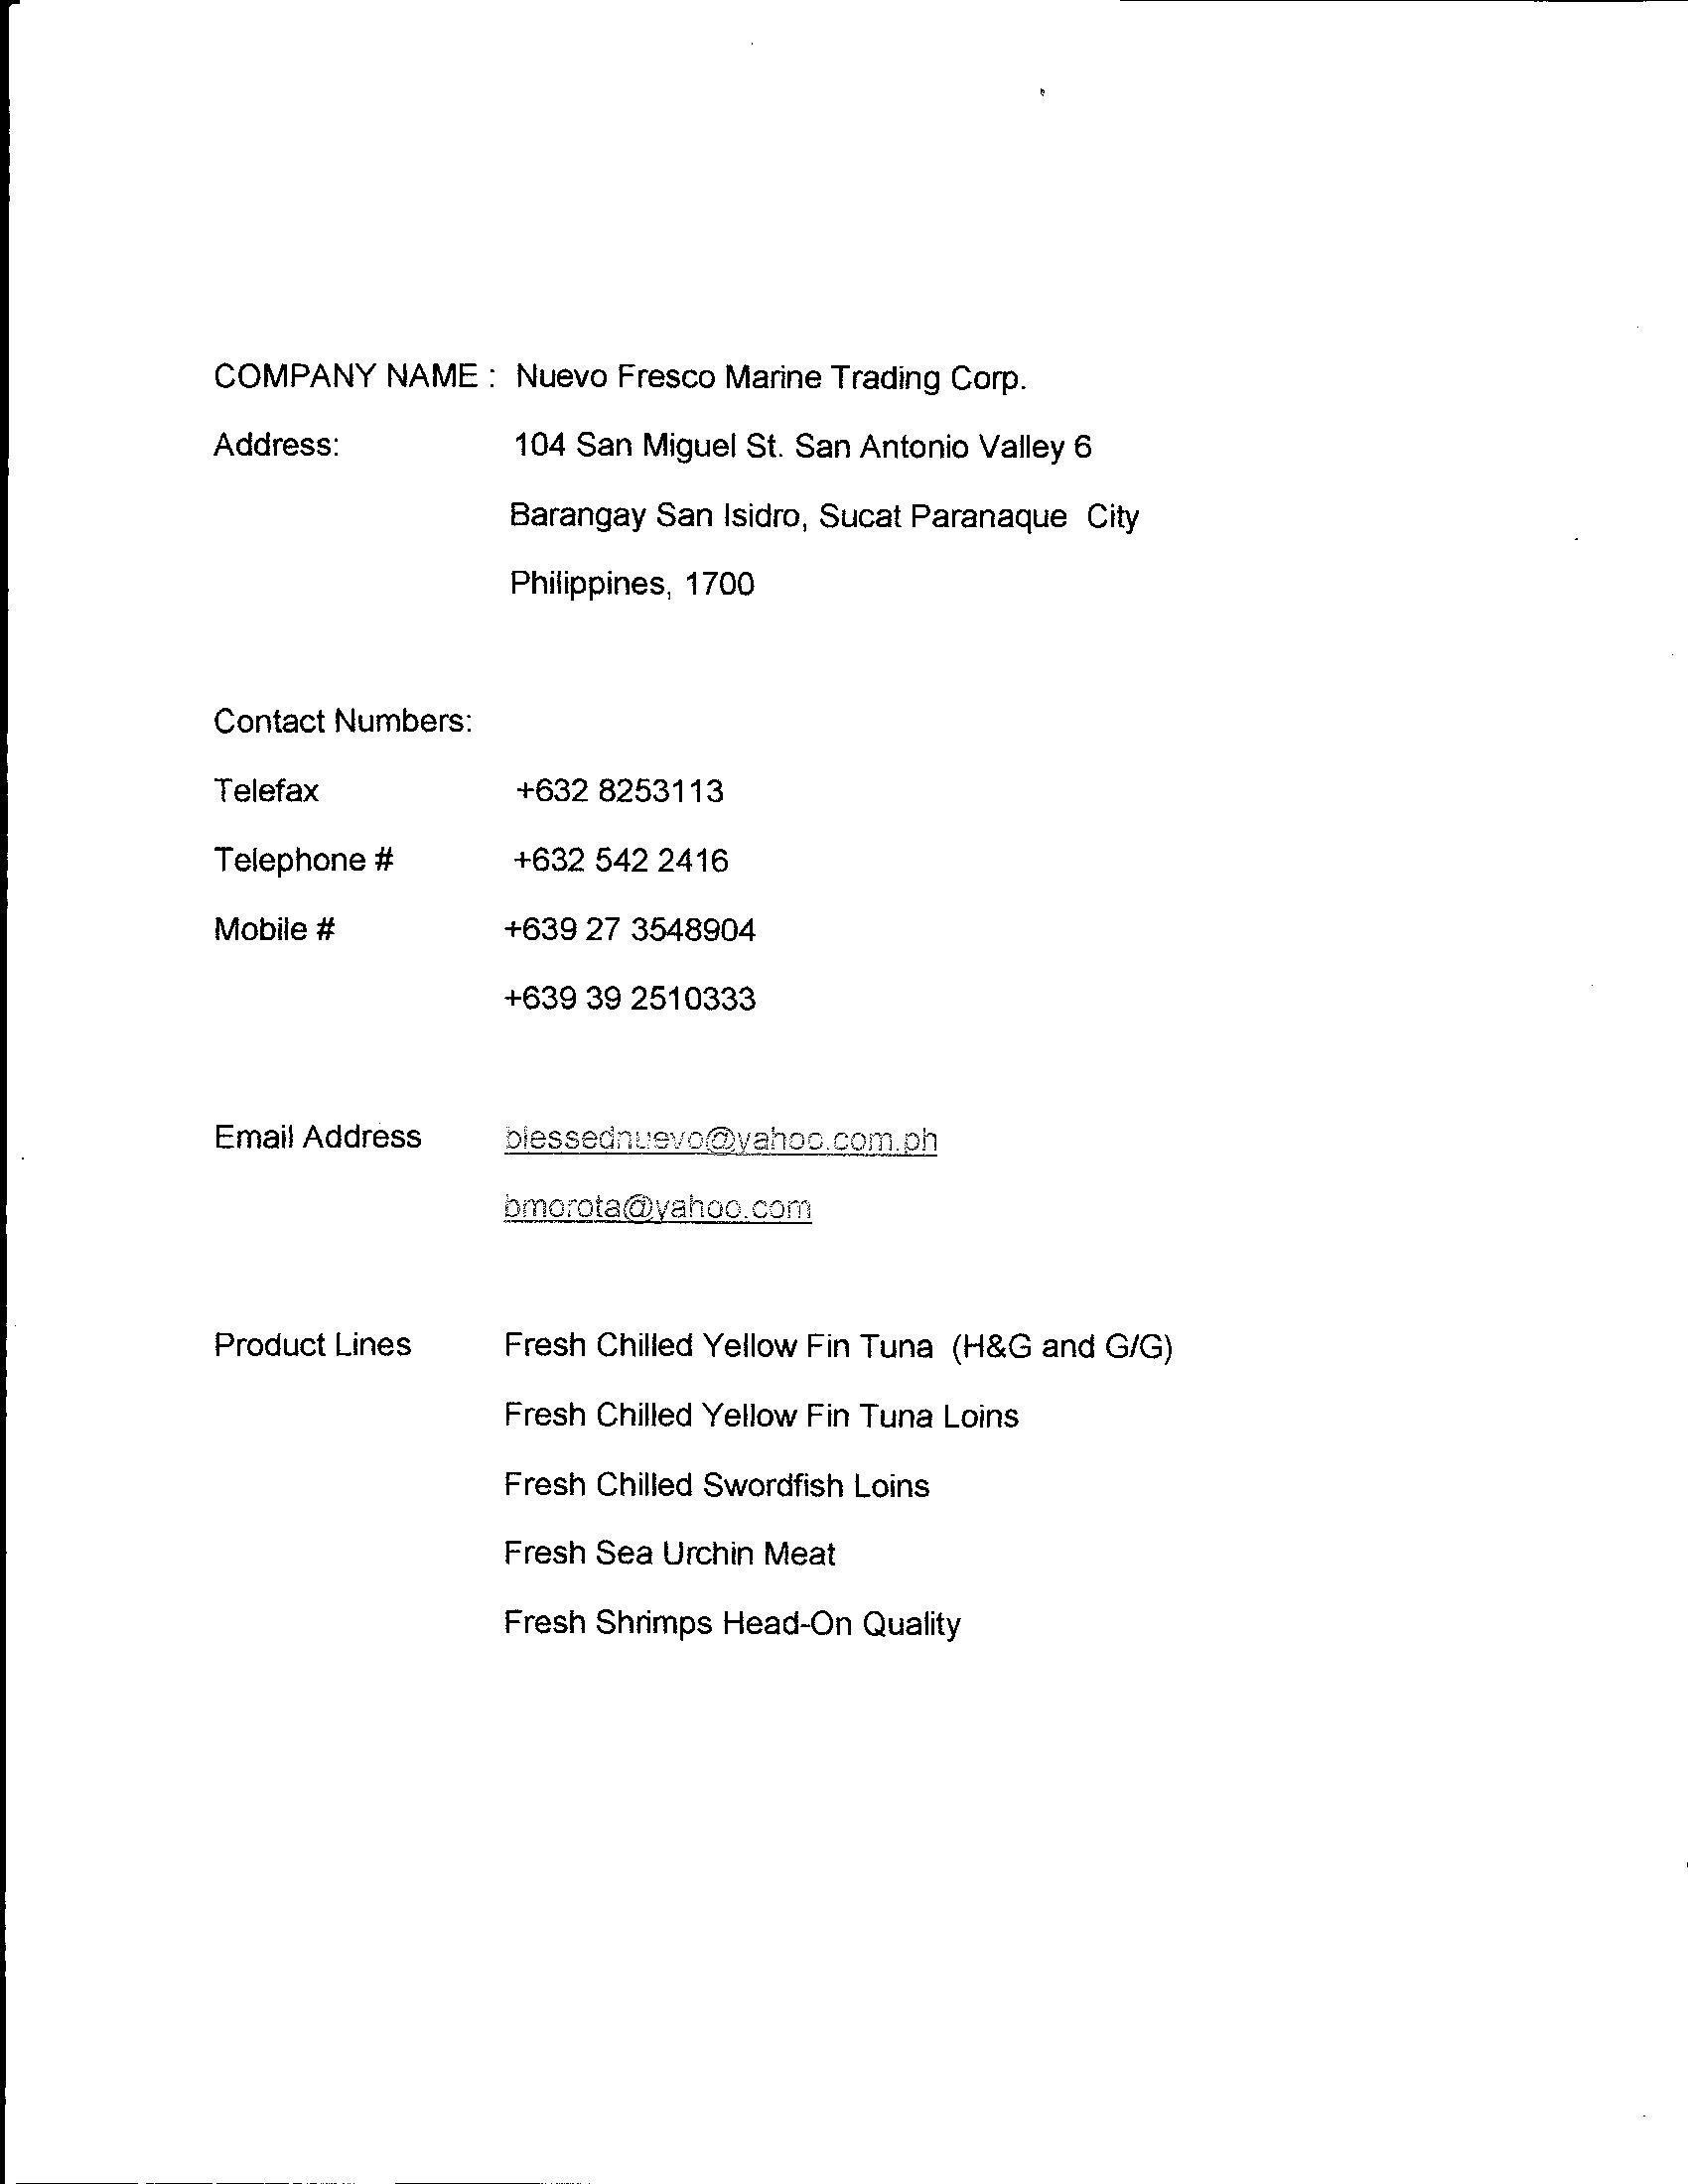 COMPANY NAME : Nuevo Fresco Marine Trading Corp.
Address: 104 San Miguel St. San Antonio Valley 6
Barangay San Isidro, Sucat Paranaque City
Philippines, 1700
Contact Numbers:
Telefax +632 8253113
Telephone # +632 542 2416
Mobile # +639 27 3548904
+639 39 2510333
Email Address blessednuevo@yahoo.com.ph
bmorota@yahoo.com
Product Lines Fresh Chilled Yellow Fin Tuna (H&G and G/G)
Fresh Chilled Yellow Fin Tuna Loins
Fresh Chilled Swordfish Loins
Fresh Sea Urchin Meat
Fresh Shrimps Head-On Quality